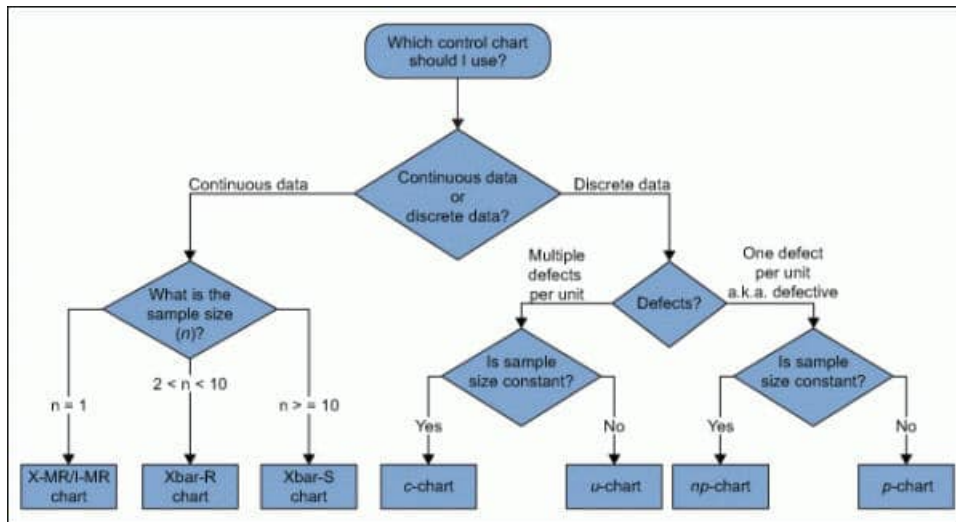 Which control chart
should I use?
Continuous data
or
discrete data?
Continuous data
Discrete data
What is the
sample size
(n)?
Multiple
defects
per unit
Defects?
One defect
per unit
a.k.a. defective
Is sample
size constant?
Is sample
size constant?
n = 1
2 < n < 10
n > = 10
Yes
No
Yes
No
X-MR/I-MR
chart
Xbar-R
chart
Xbar-S
chart
c-chart
u-chart
np-chart
p-chart